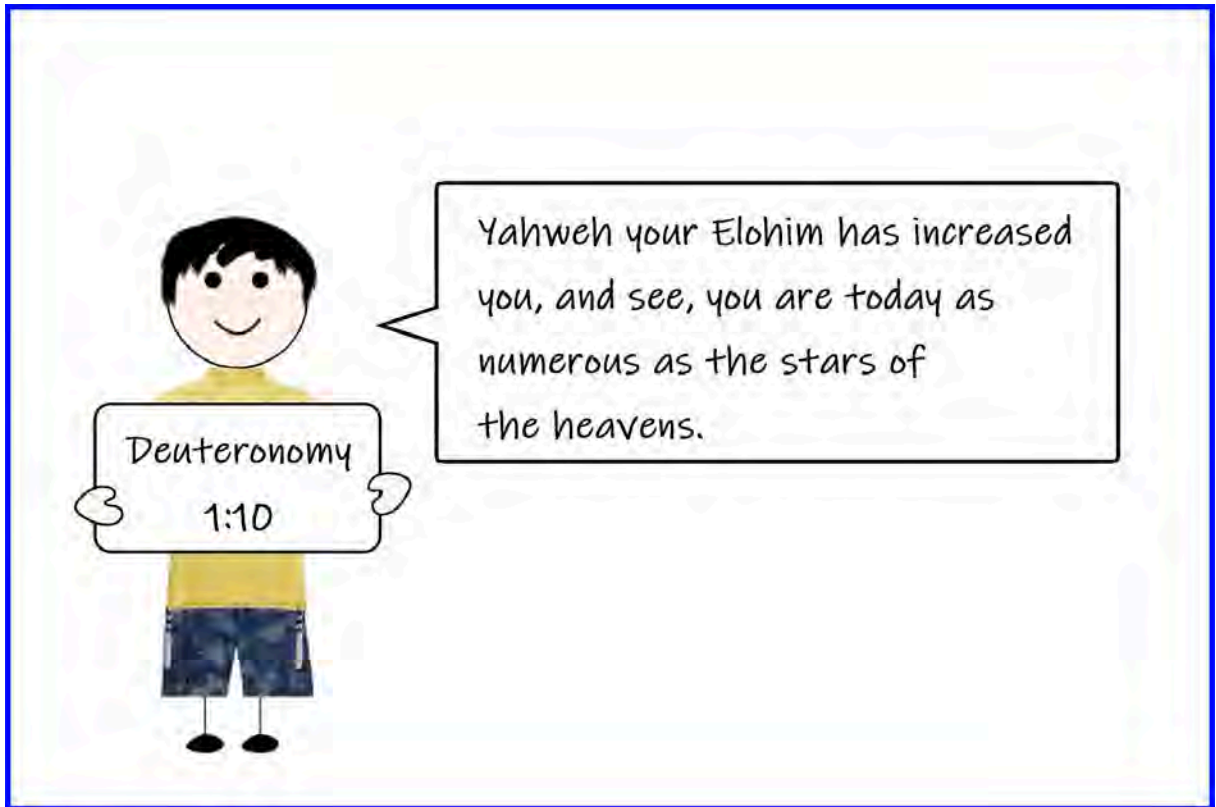 Yahweh your Elohim has increased
you, and see, you are today as
numerous as the stars of
the heavens.
Deuteronomy
1:10